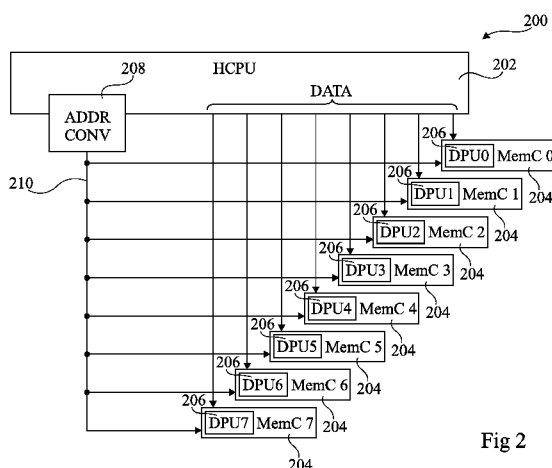 200
208
HCPU
202
DATA
ADDR
CONV
206
DPU0 MemC 0
210
206
204
DPU1 MemC 1
206
204
DPU2 MemC 2
206
204
DPU3 MemC 3
206
204
DPU4 MemC 4
206
204
DPU5 MemC 5
206
204
DPU6 MemC 6
206
204
DPU7 MemC 7
204
Fig 2
204